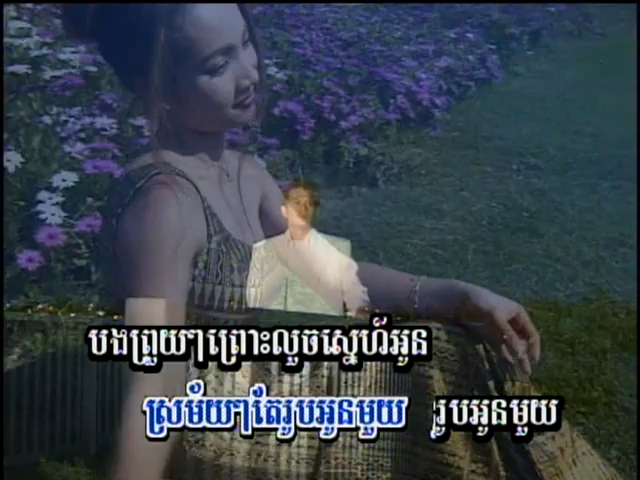 បងព្រួយៗព្រោះលួចស្នេហ៍អូន
ស្រម័យៗតែរូបអូនមួយ រូបអូនមួយ